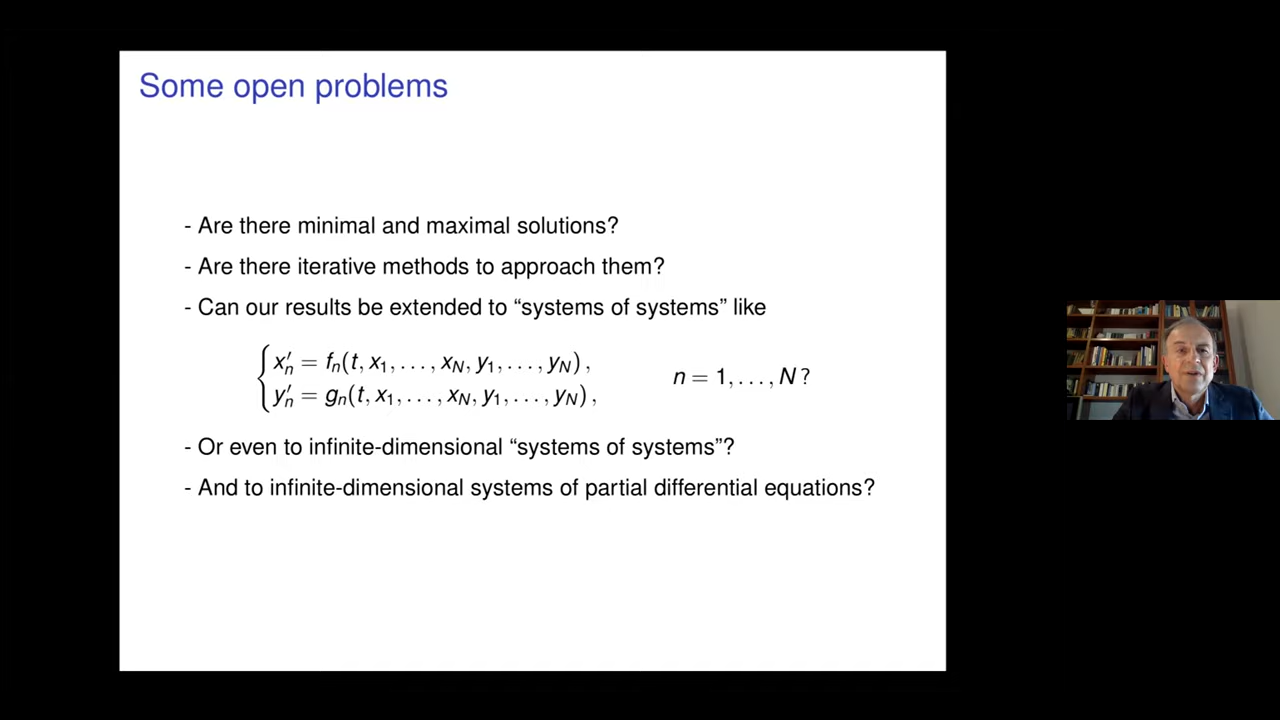 Some open problems
- Are there minimal and maximal solutions?
- Are there iterative methods to approach them?
- Can our results be extended to “systems of systems” like
x′ₙ = fₙ(t, x₁, . . . , x_N, y₁, . . . , y_N) ,
y′ₙ = gₙ(t, x₁, . . . , x_N, y₁, . . . , y_N) ,
n = 1, . . . , N ?
- Or even to infinite-dimensional “systems of systems”?
- And to infinite-dimensional systems of partial differential equations?